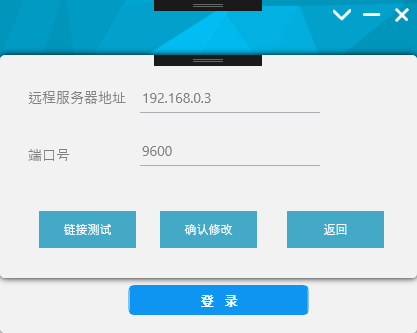 远程服务器地址 192.168.0.3
端口号 9600
链接测试 确认修改 返回
登 录